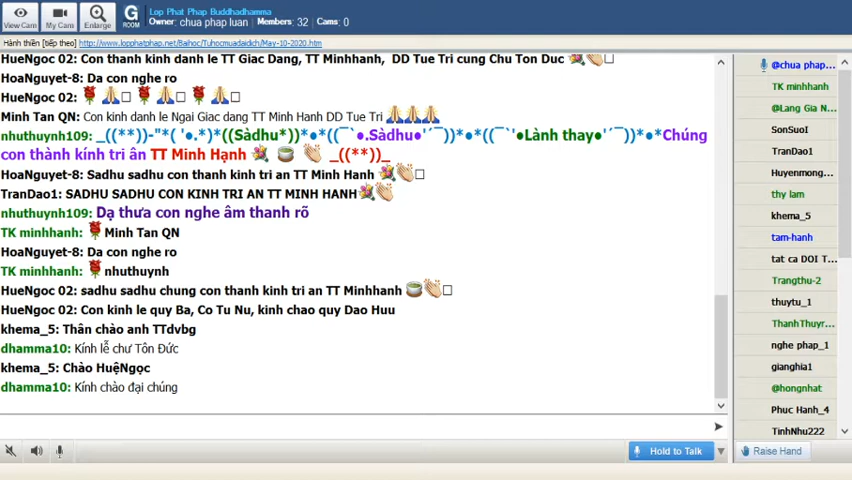 View Cam
My Cam
Enlarge
G
ROOM
Lop Phat Phap Buddhadhamma
Owner: chua phap luan / Members: 32 / Cams: 0
Hành thiền [tiếp theo] http://www.lopphatphap.net/Baihoc/Tuhocmuadaidich/May-10-2020.htm
HueNgoc 02: Con thanh kinh danh le TT Giac Dang, TT Minhhanh, DD Tue Tri cung Chu Ton Duc 💐👏□
HoaNguyet-8: Da con nghe ro
HueNgoc 02: 🌹🙏□ 🌹🙏□ 🌹🙏□
Minh Tan QN: Con kinh danh le Ngai Giac dang TT Minh Hanh DD Tue Tri 🙏🙏🙏
nhuthuynh109: _((**))-"*( '●.*)*((Sàdhu*))*●*((¯`●.Sàdhu●'´¯))*●*((¯`'●Lành thay●'´¯))*●*Chúng
con thành kính tri ân TT Minh Hạnh 💐 🍵 👏 _((**))_
HoaNguyet-8: Sadhu sadhu con thanh kinh tri an TT Minh Hanh 💐👏□
TranDao1: SADHU SADHU CON KINH TRI AN TT MINH HANH💐👏
nhuthuynh109: Dạ thưa con nghe âm thanh rõ
TK minhhanh: 🌹Minh Tan QN
HoaNguyet-8: Da con nghe ro
TK minhhanh: 🌹nhuthuynh
HueNgoc 02: sadhu sadhu chung con thanh kinh tri an TT Minhhanh 🍵👏□
HueNgoc 02: Con kinh le quy Ba, Co Tu Nu, kinh chao quy Dao Huu
khema_5: Thân chào anh TTdvbg
dhamma10: Kính lễ chư Tôn Đức
khema_5: Chào HuệNgọc
dhamma10: Kính chào đại chúng
@chua phap...
TK minhhanh
@Lang Gia N...
SonSuoI
TranDao1
Huyenmong...
thy lam
khema_5
tam-hanh
tat ca DOI T...
Trangthu-2
thuytu_1
ThanhThuyr...
nghe phap_1
gianghia1
@hongnhat
Phuc Hanh_4
TinhNhu222
Hold to Talk
Raise Hand